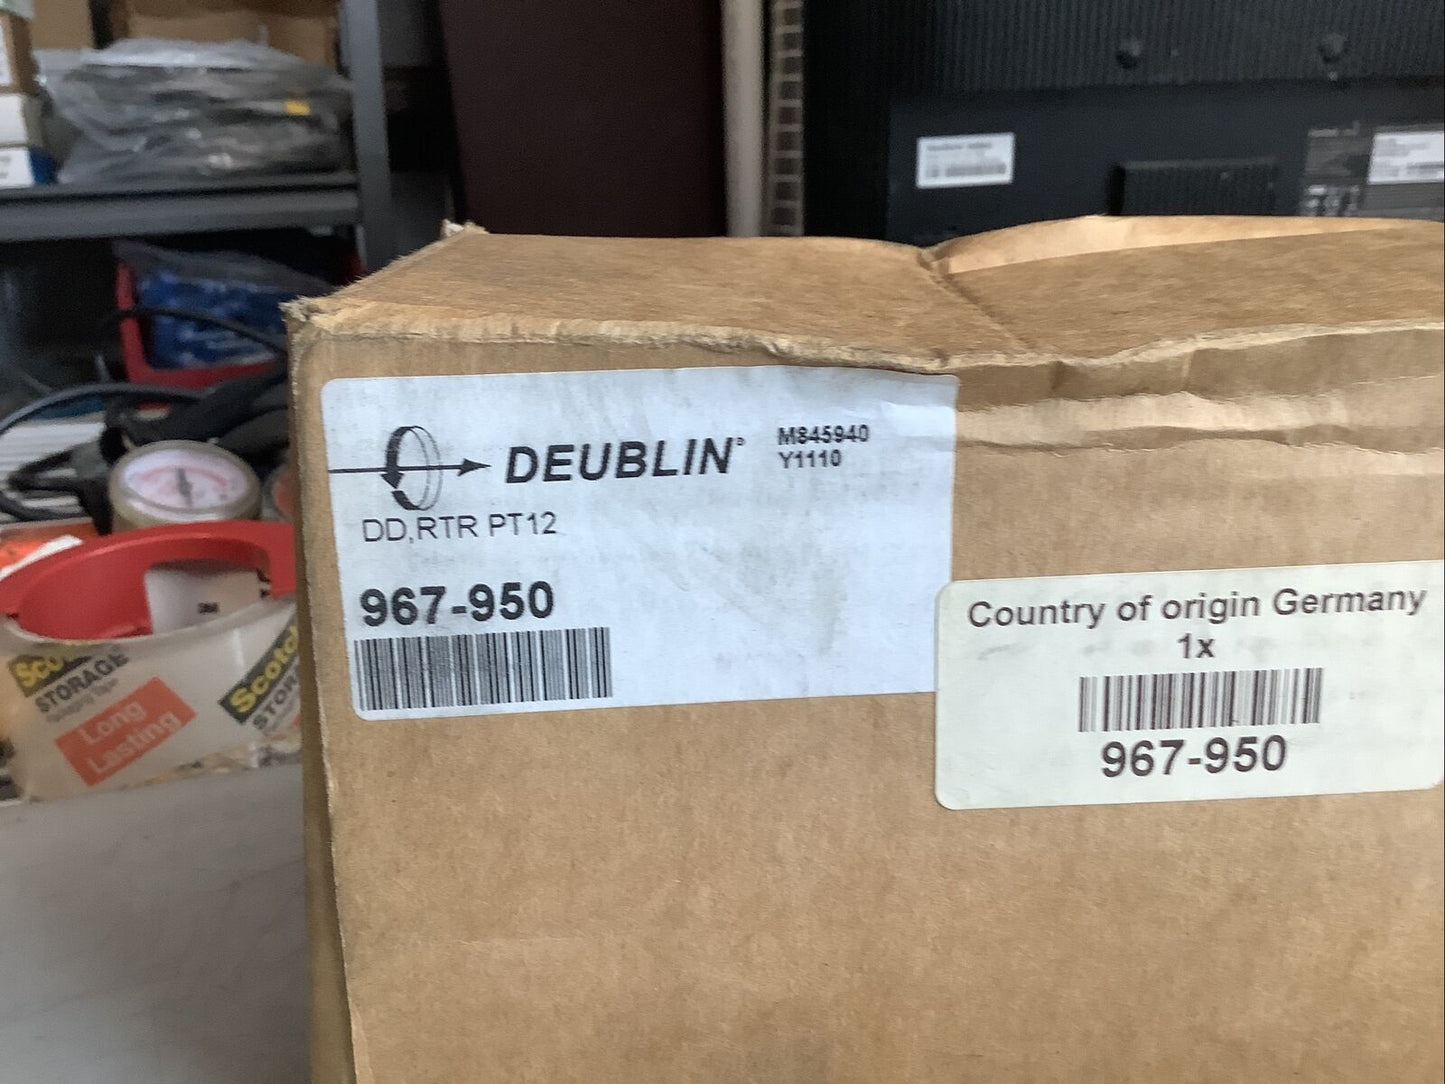 DEUBLIN®
M845940
Y1110
DD,RTR PT12
967-950
Country of origin Germany
1x
967-950
Scotch
STORAGE
Long
Lasting
Scotch
3M